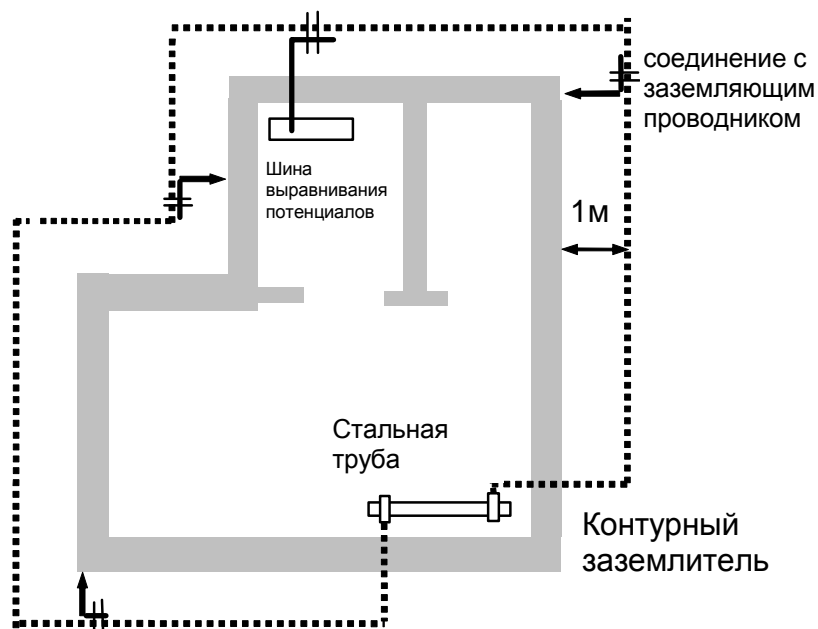 соединение с
заземляющим
проводником
Шина
выравнивания
потенциалов
1м
Стальная
труба
Контурный
заземлитель